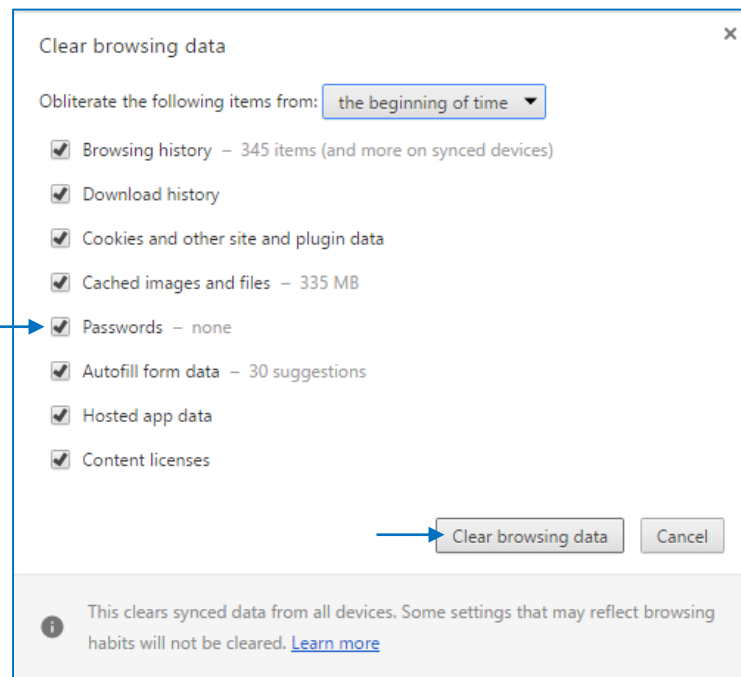 Clear browsing data
Obliterate the following items from: the beginning of time
Browsing history – 345 items (and more on synced devices)
Download history
Cookies and other site and plugin data
Cached images and files – 335 MB
Passwords – none
Autofill form data – 30 suggestions
Hosted app data
Content licenses
Clear browsing data Cancel
This clears synced data from all devices. Some settings that may reflect browsing
habits will not be cleared. Learn more